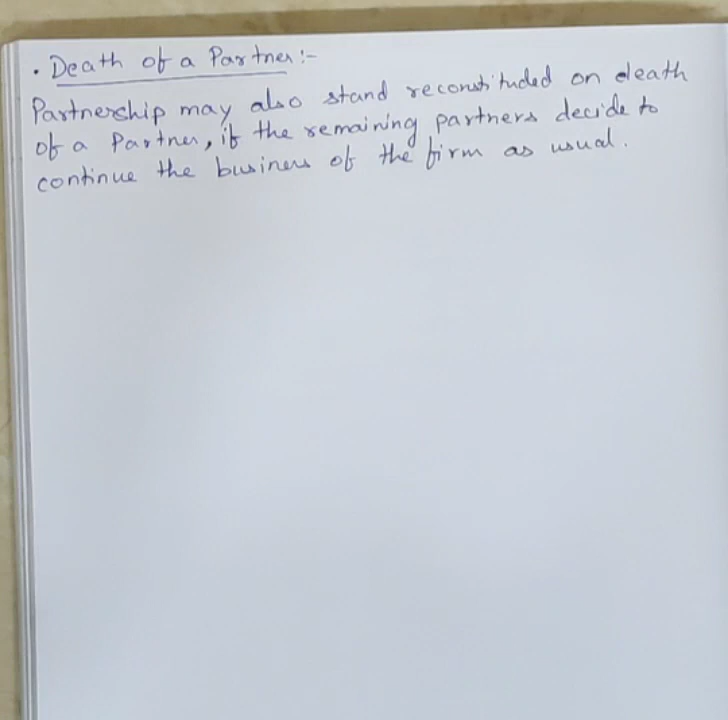 . Death of a Partner :-
Partnership may also stand reconstituded on death
of a Partner, if the remaining partners decide to
continue the business of the firm as usual.